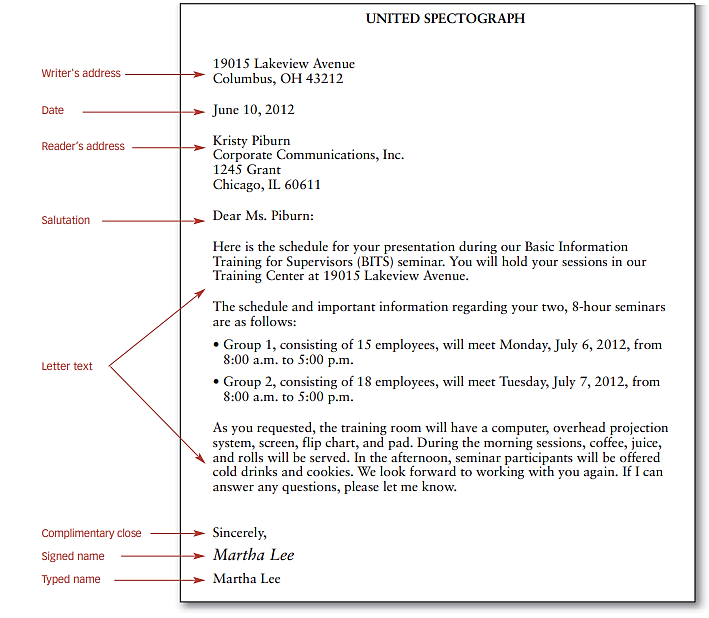 UNITED SPECTOGRAPH
Writer's address
19015 Lakeview Avenue
Columbus, OH 43212
Date
June 10, 2012
Reader's address
Kristy Piburn
Corporate Communications, Inc.
1245 Grant
Chicago, IL 60611
Salutation
Dear Ms. Piburn:
Letter text
Here is the schedule for your presentation during our Basic Information
Training for Supervisors (BITS) seminar. You will hold your sessions in our
Training Center at 19015 Lakeview Avenue.
The schedule and important information regarding your two, 8-hour seminars
are as follows:
• Group 1, consisting of 15 employees, will meet Monday, July 6, 2012, from
8:00 a.m. to 5:00 p.m.
• Group 2, consisting of 18 employees, will meet Tuesday, July 7, 2012, from
8:00 a.m. to 5:00 p.m.
As you requested, the training room will have a computer, overhead projection
system, screen, flip chart, and pad. During the morning sessions, coffee, juice,
and rolls will be served. In the afternoon, seminar participants will be offered
cold drinks and cookies. We look forward to working with you again. If I can
answer any questions, please let me know.
Complimentary close
Sincerely,
Signed name
Martha Lee
Typed name
Martha Lee